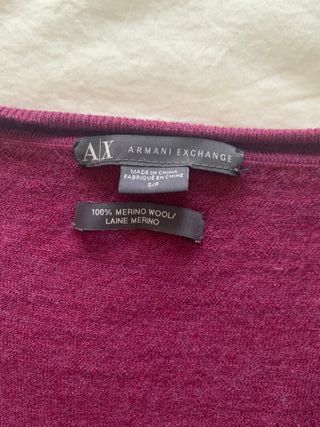 A|X ARMANI EXCHANGE
MADE IN CHINA
FABRIQUÉ EN CHINE
S/P
100% MERINO WOOL/
LAINE MERINO